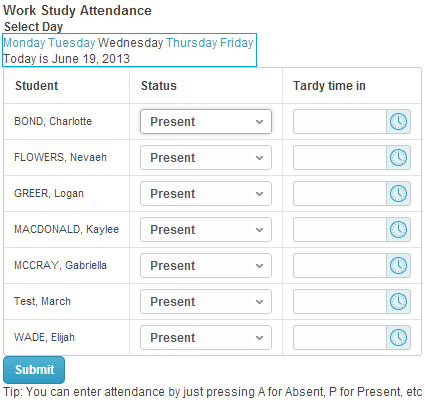 Work Study Attendance
Select Day
Monday Tuesday Wednesday Thursday Friday
Today is June 19, 2013
Student Status Tardy time in
BOND, Charlotte Present
FLOWERS, Nevaeh Present
GREER, Logan Present
MACDONALD, Kaylee Present
MCCRAY, Gabriella Present
Test, March Present
WADE, Elijah Present
Submit
Tip: You can enter attendance by just pressing A for Absent, P for Present, etc